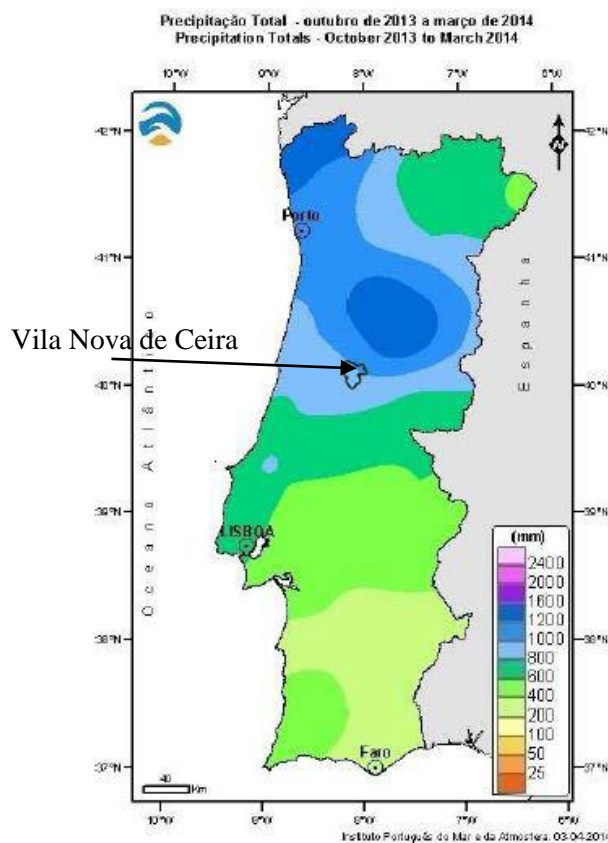 Precipitação Total - outubro de 2013 a março de 2014
Precipitation Totals - October 2013 to March 2014
10°W 9°W 8°W 7°W 6°W
42°N 42°N
Porto
41°N 41°N
Vila Nova de Ceira
40°N 40°N
Oceano Atlântico
Espanha
39°N 39°N
LISBOA
(mm)
2400
2000
1600
1200
1000
800
600
400
200
100
50
25
38°N 38°N
Faro
37°N 37°N
40
Km
10°W 9°W 8°W 7°W 6°W
N
Instituto Português do Mar e da Atmosfera, 03-04-2014